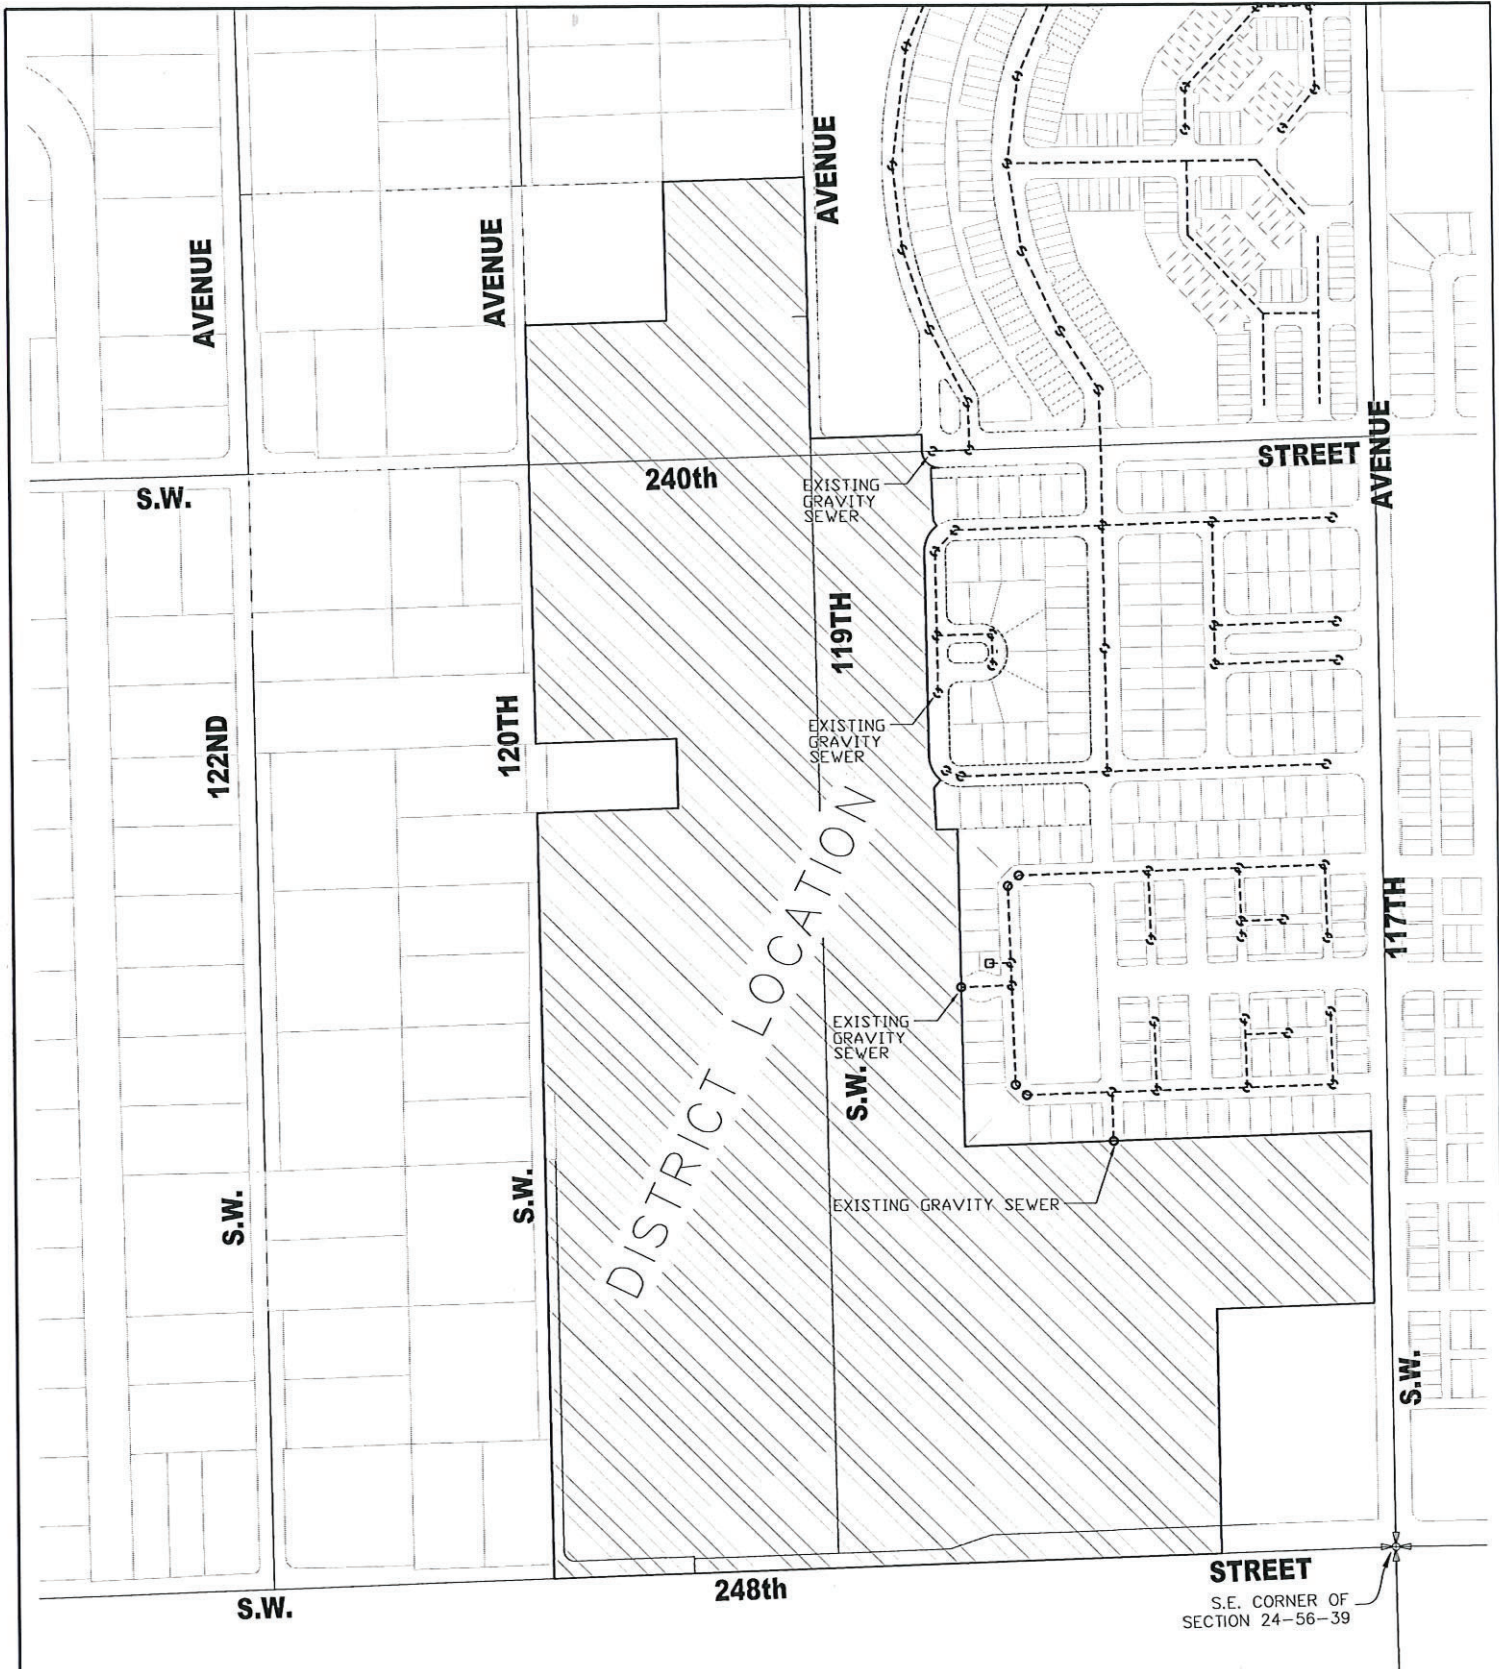 AVENUE
AVENUE
AVENUE
AVENUE
S.W.
240th
STREET
EXISTING
GRAVITY
SEWER
119TH
EXISTING
GRAVITY
SEWER
122ND
120TH
DISTRICT LOCATION
117TH
EXISTING
GRAVITY
SEWER
S.W.
S.W.
S.W.
EXISTING GRAVITY SEWER
S.W.
S.W.
248th
STREET
S.E. CORNER OF
SECTION 24-56-39